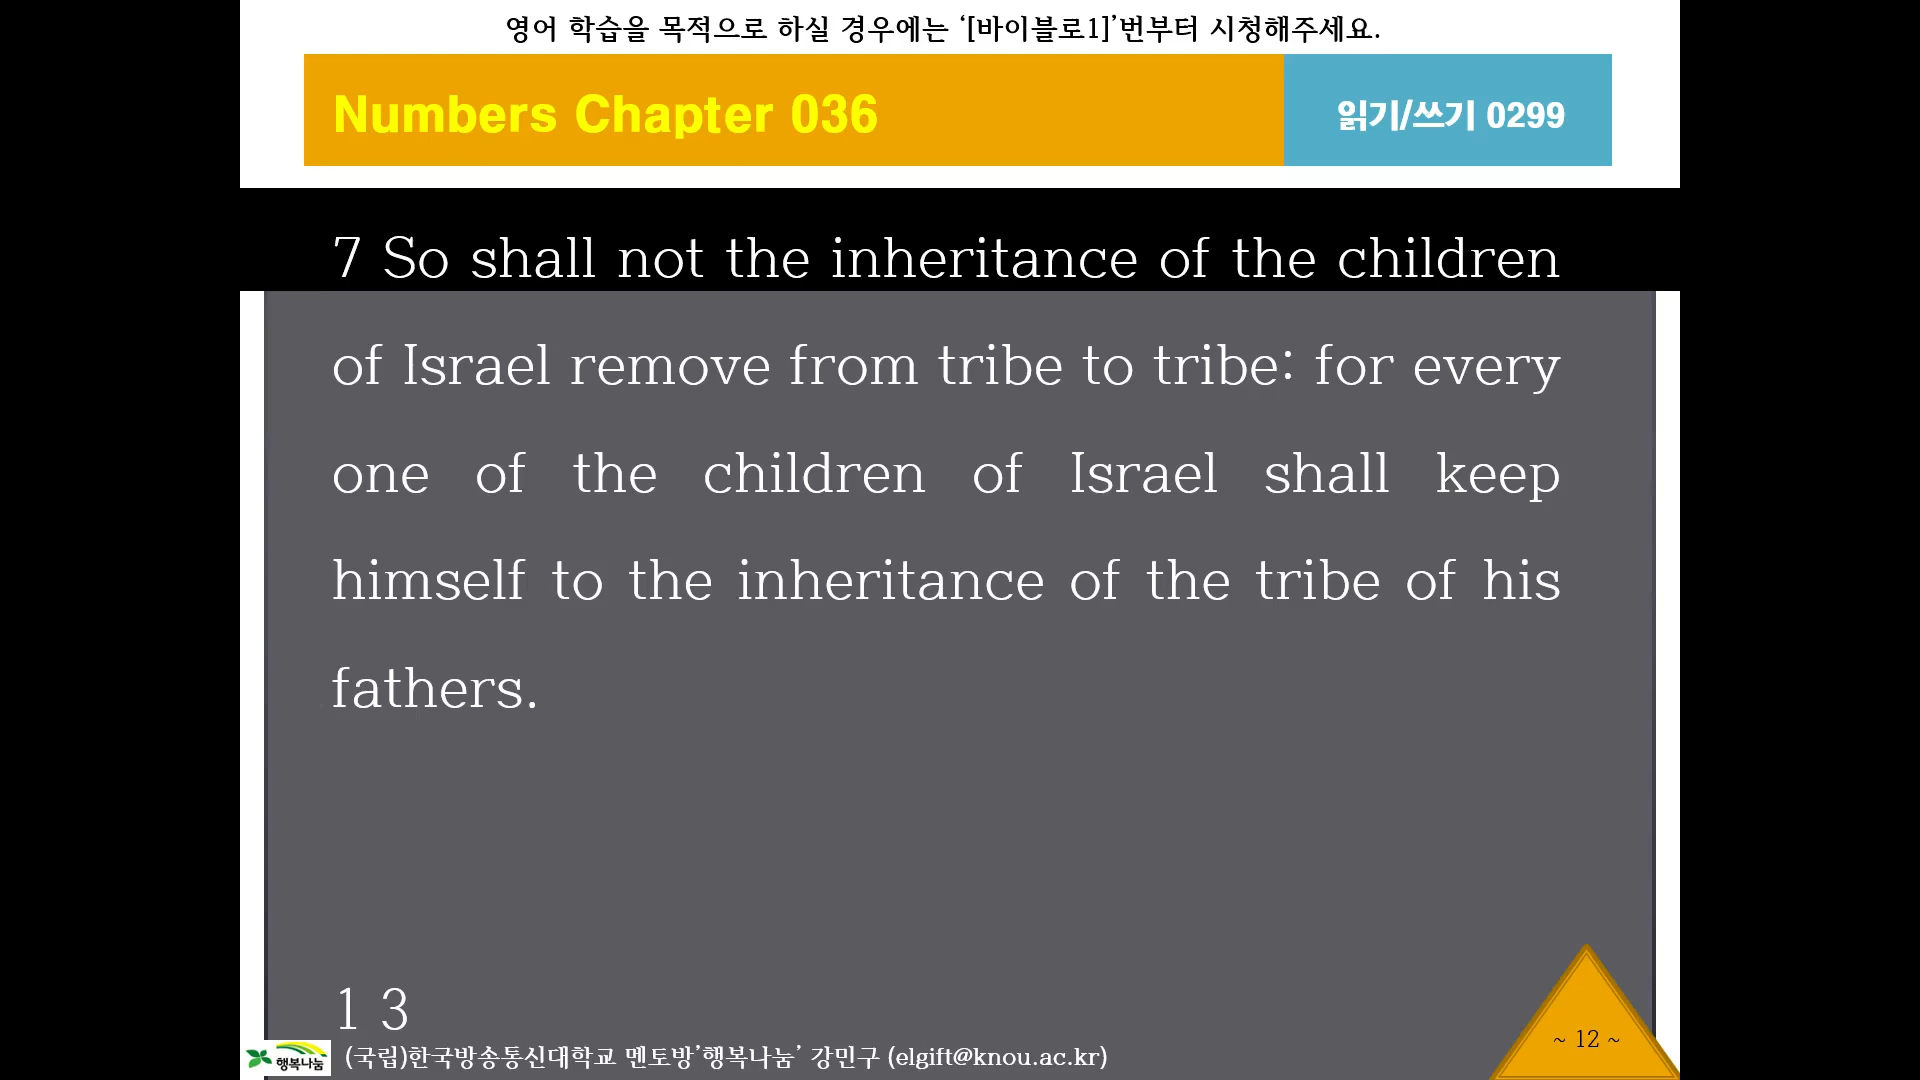 영어 학습을 목적으로 하실 경우에는 ‘[바이블로1]’번부터 시청해주세요.
Numbers Chapter 036
읽기/쓰기 0299
7 So shall not the inheritance of the children
of Israel remove from tribe to tribe: for every
one of the children of Israel shall keep
himself to the inheritance of the tribe of his
fathers.
1 3
~ 12 ~
행복나눔
(국립)한국방송통신대학교 멘토방’행복나눔’ 강민구 (elgift@knou.ac.kr)